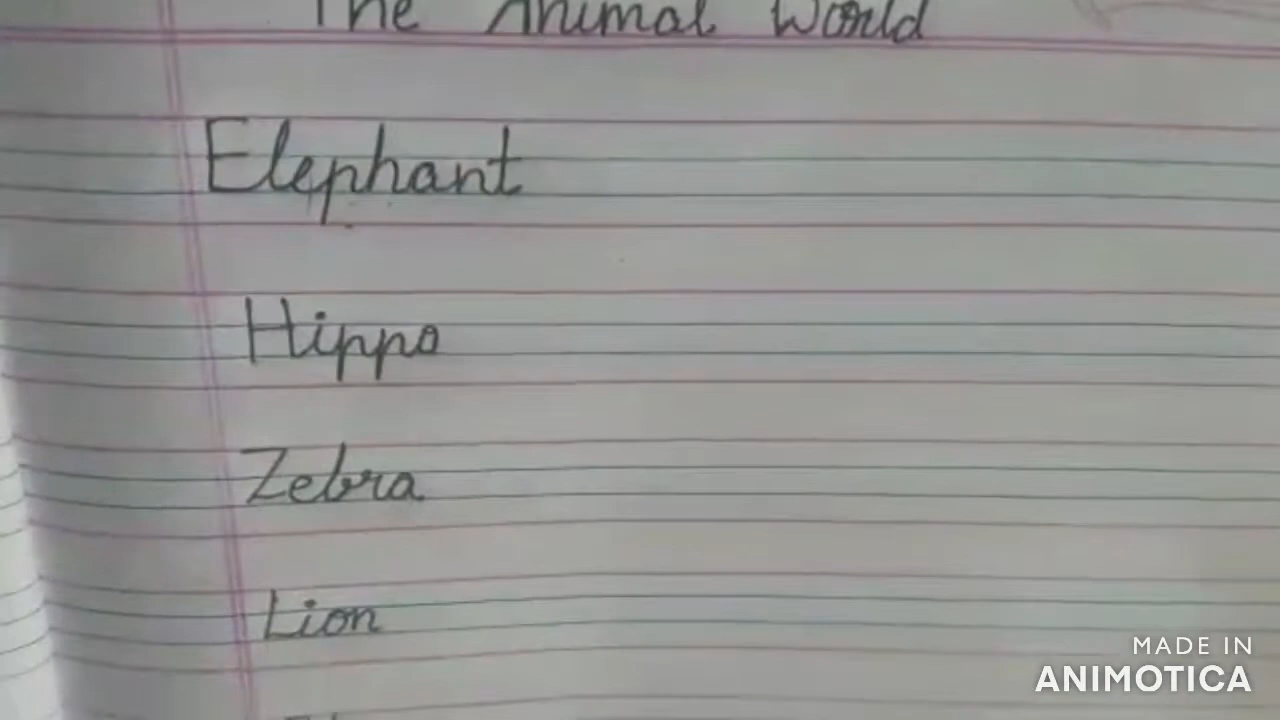 The Animal World
Elephant
Hippo
Zebra
Lion
MADE IN
ANIMOTICA